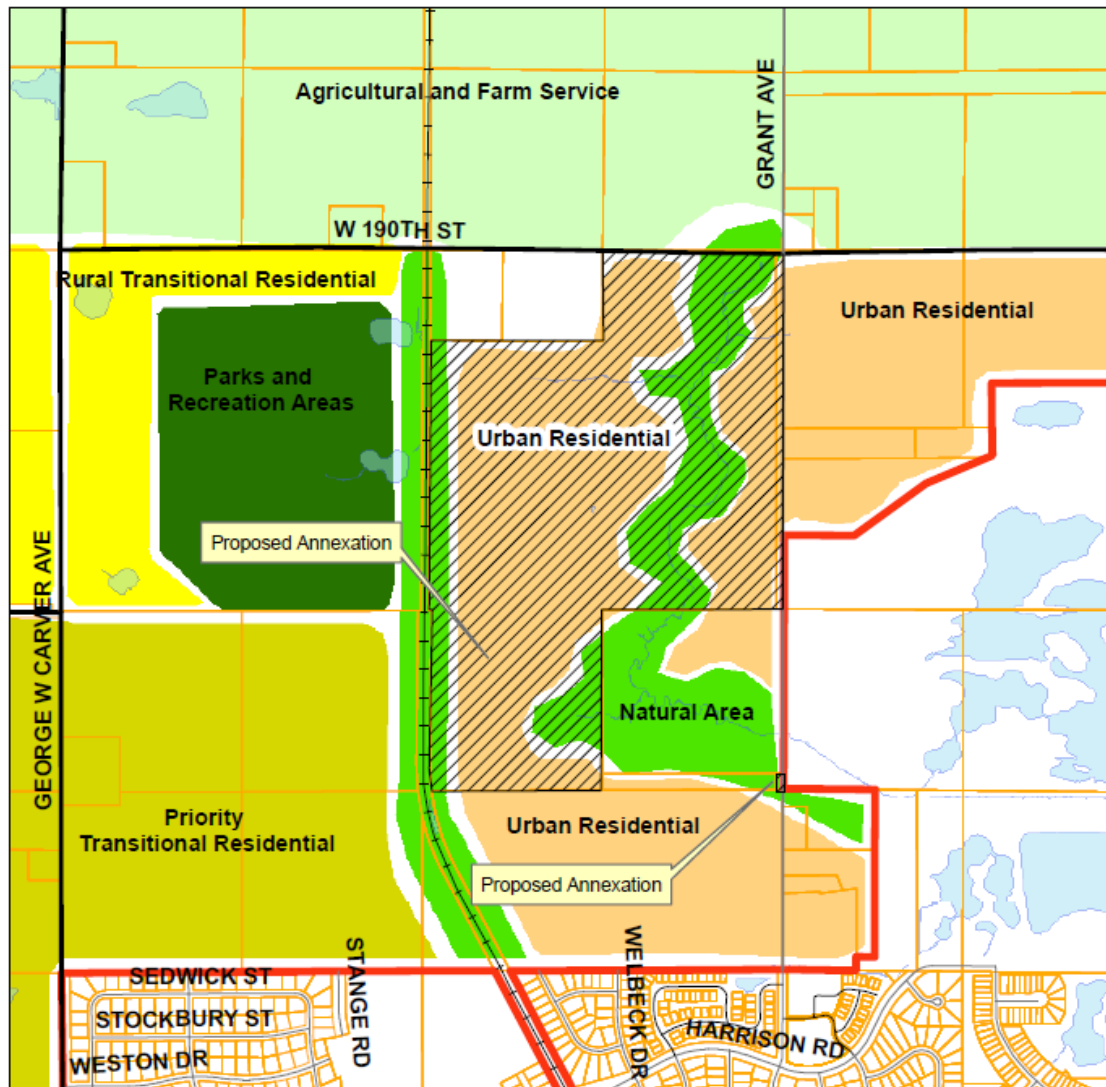 Agricultural and Farm Service
GRANT AVE
W 190TH ST
Rural Transitional Residential
Urban Residential
Parks and
Recreation Areas
Urban Residential
Proposed Annexation
GEORGE W CARVER AVE
Natural Area
Priority
Transitional Residential
Urban Residential
Proposed Annexation
SEDWICK ST
STANGE RD
WELBECK DR
STOCKBURY ST
HARRISON RD
WESTON DR